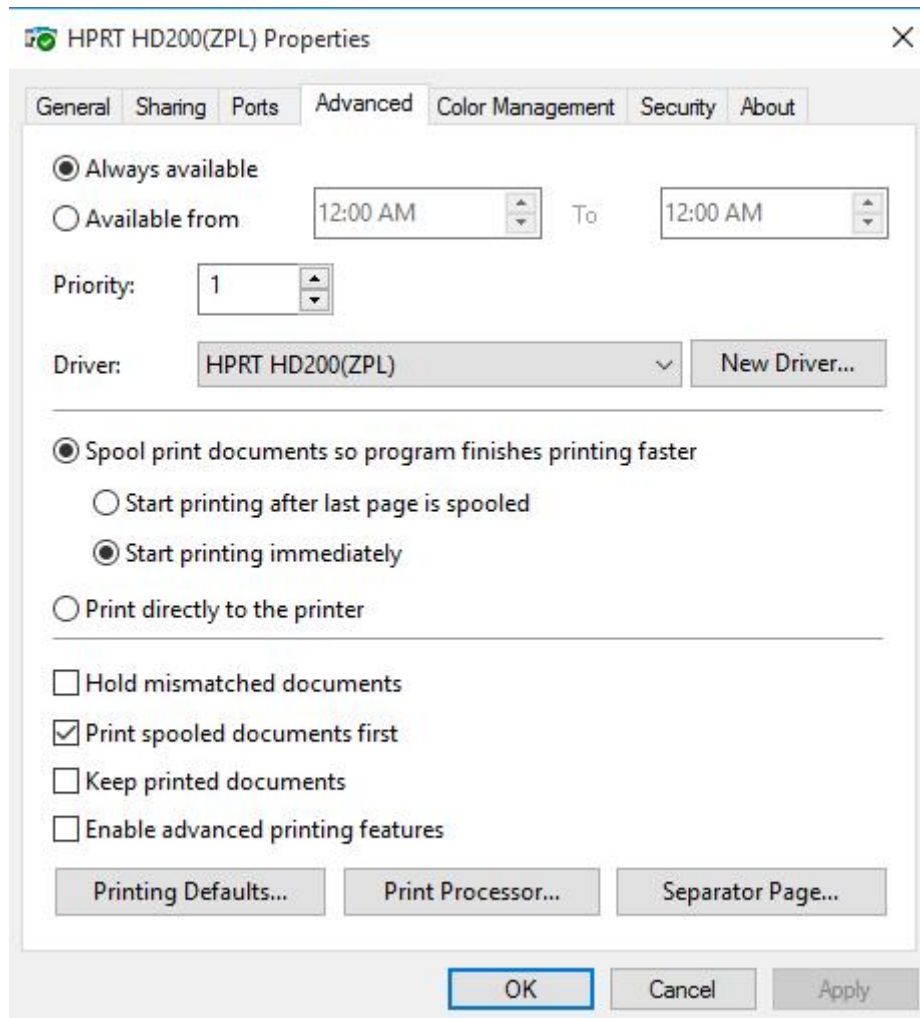 HPRT HD200(ZPL) Properties
General Sharing Ports Advanced Color Management Security About
Always available
Available from 12:00 AM To 12:00 AM
Priority: 1
Driver: HPRT HD200(ZPL) New Driver...
Spool print documents so program finishes printing faster
Start printing after last page is spooled
Start printing immediately
Print directly to the printer
Hold mismatched documents
Print spooled documents first
Keep printed documents
Enable advanced printing features
Printing Defaults... Print Processor... Separator Page...
OK Cancel Apply